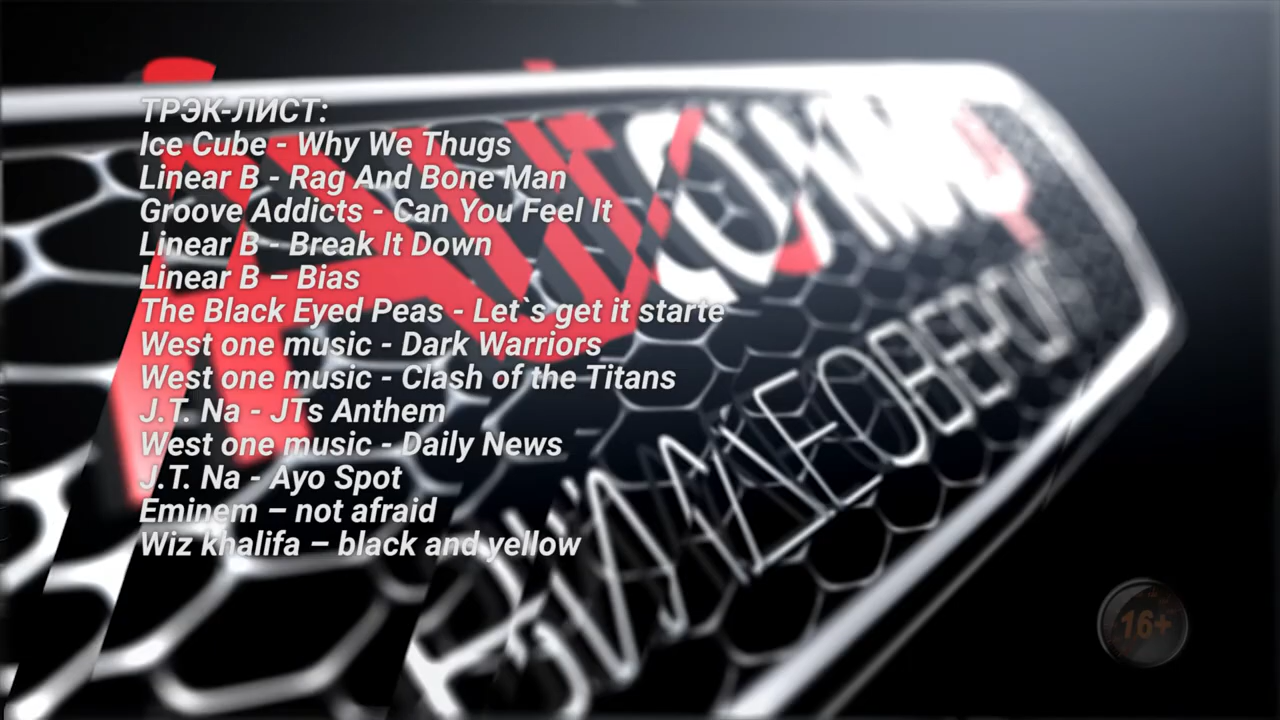 ТРЭК-ЛИСТ:
Ice Cube - Why We Thugs
Linear B - Rag And Bone Man
Groove Addicts - Can You Feel It
Linear B - Break It Down
Linear B – Bias
The Black Eyed Peas - Let`s get it starte
West one music - Dark Warriors
West one music - Clash of the Titans
J.T. Na - JTs Anthem
West one music - Daily News
J.T. Na - Ayo Spot
Eminem – not afraid
Wiz khalifa – black and yellow
16+